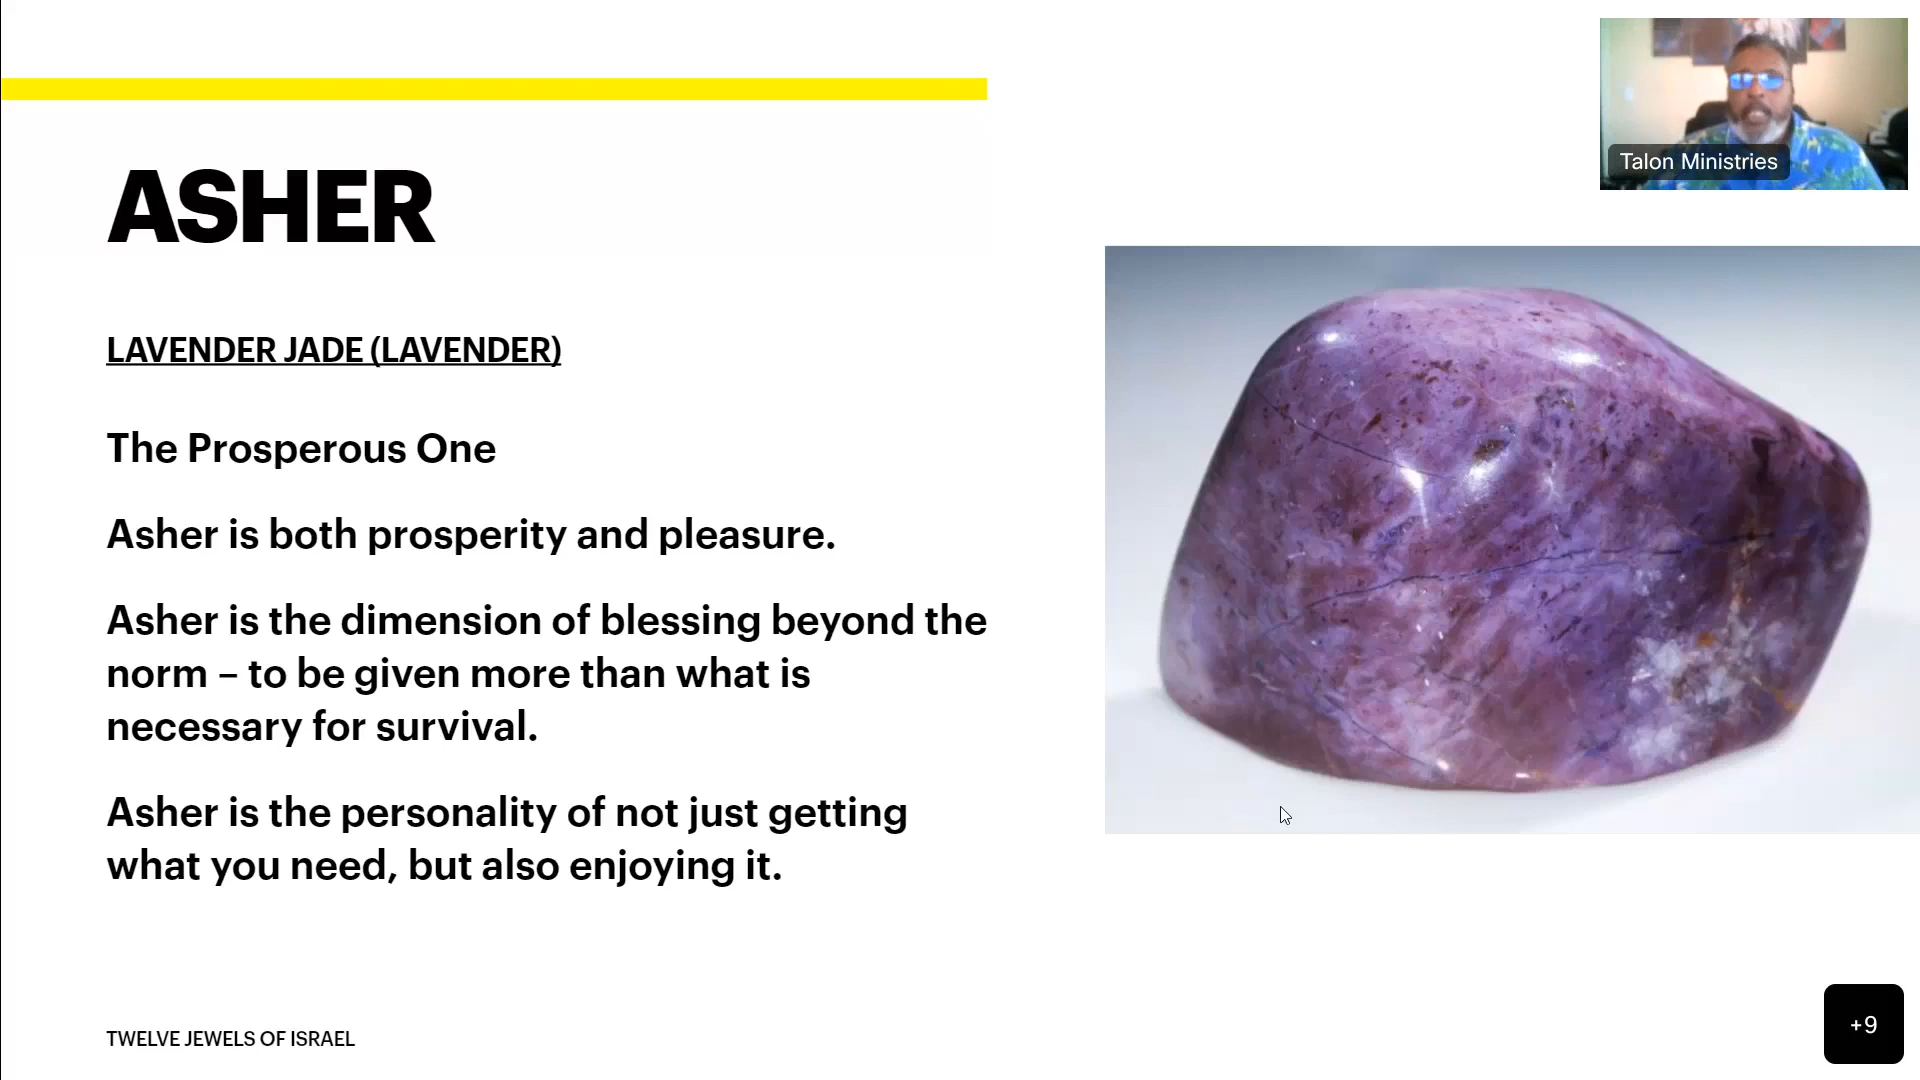 ASHER
Talon Ministries
LAVENDER JADE (LAVENDER)
The Prosperous One
Asher is both prosperity and pleasure.
Asher is the dimension of blessing beyond the
norm – to be given more than what is
necessary for survival.
Asher is the personality of not just getting
what you need, but also enjoying it.
TWELVE JEWELS OF ISRAEL
+9